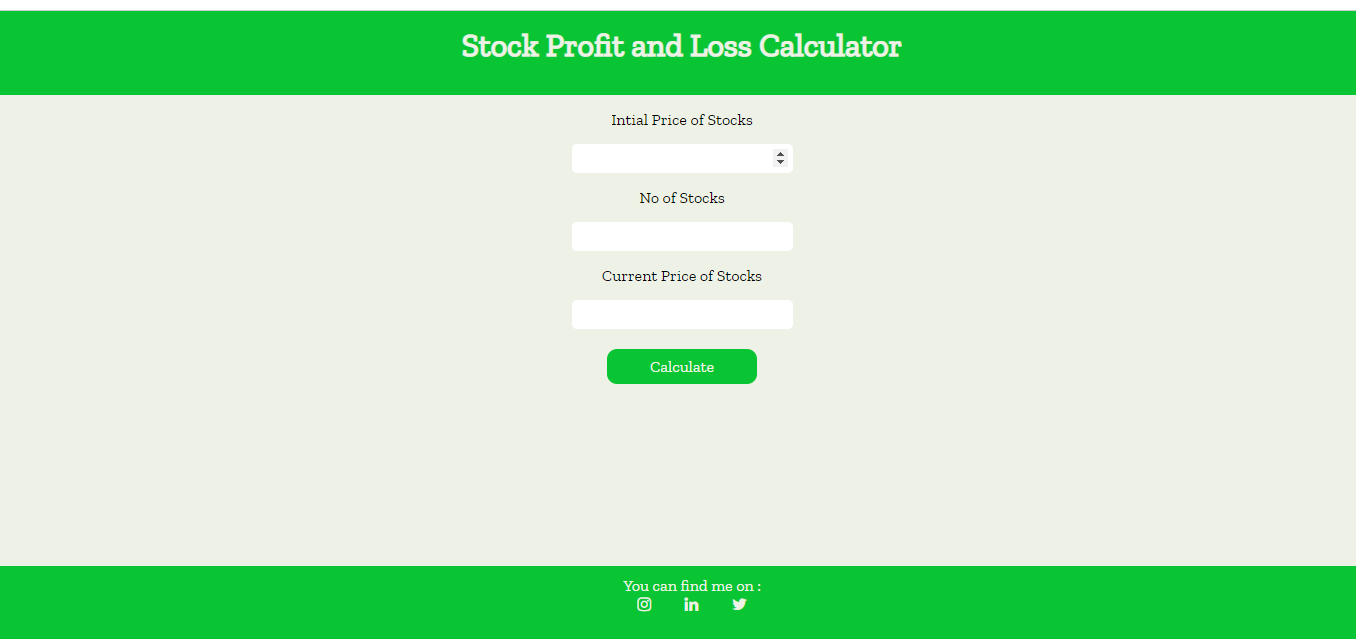 Stock Profit and Loss Calculator
Intial Price of Stocks
No of Stocks
Current Price of Stocks
Calculate
You can find me on :